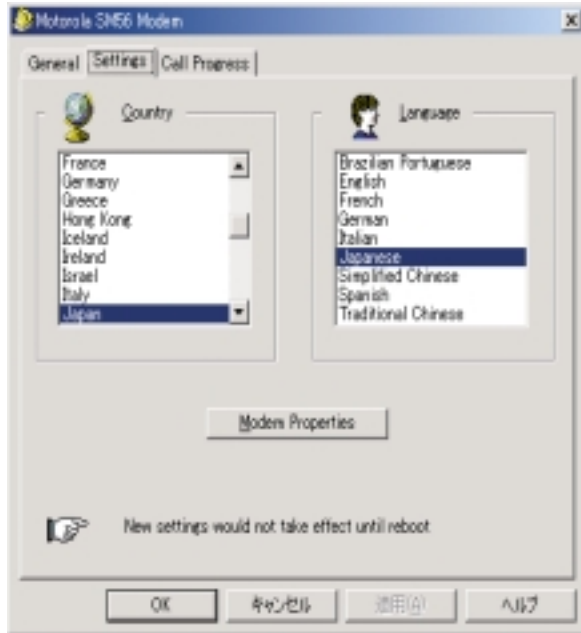 Motorola SM56 Modem
General Settings Call Progress
Country
France
Germany
Greece
Hong Kong
Iceland
Ireland
Israel
Italy
Japan
Language
Brazilian Portuguese
English
French
German
Italian
Japanese
Simplified Chinese
Spanish
Traditional Chinese
Modem Properties
New settings would not take effect until reboot
OK キャンセル 適用(A) ヘルプ